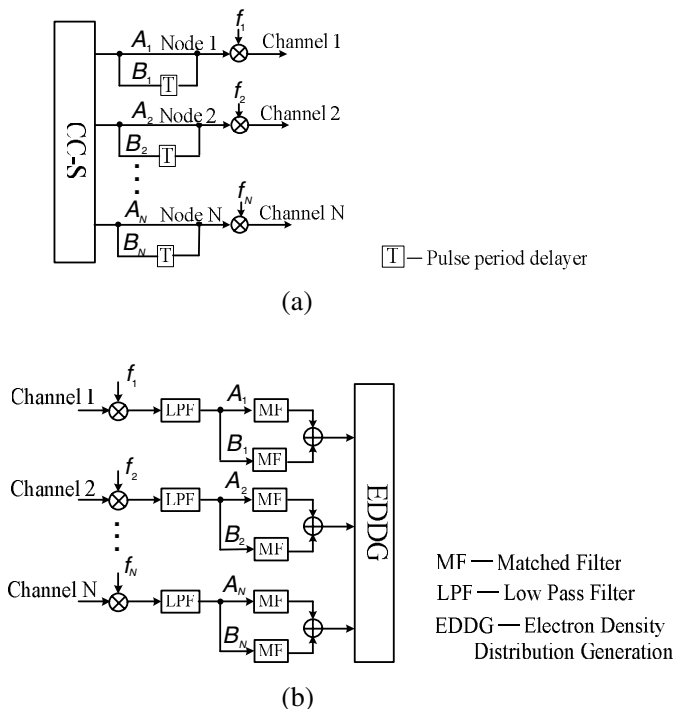 f1
A1 Node 1
Channel 1
B1
T
f2
A2 Node 2
Channel 2
B2
T
CC-S
fN
AN Node N
Channel N
BN
T
T — Pulse period delayer
(a)
f1
Channel 1
LPF
A1
MF
B1
MF
f2
Channel 2
LPF
A2
MF
B2
MF
EDDG
fN
Channel N
LPF
AN
MF
BN
MF
MF — Matched Filter
LPF — Low Pass Filter
EDDG — Electron Density
Distribution Generation
(b)